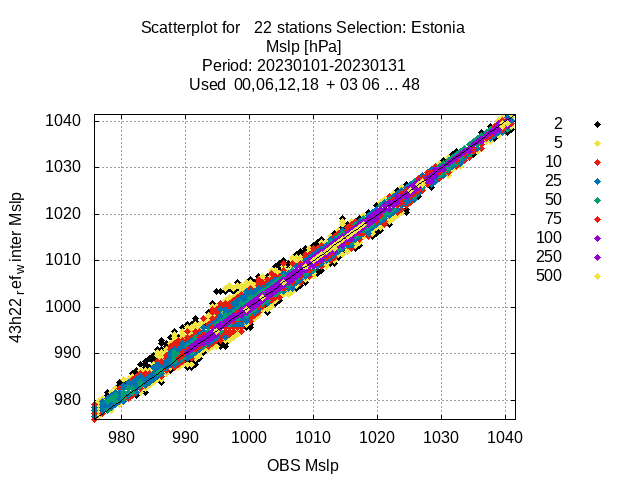 Scatterplot for   22 stations Selection: Estonia
Mslp [hPa]
Period: 20230101-20230131
Used  00,06,12,18  + 03 06 ... 48
43h22_ref_winter Mslp
1040
1030
1020
1010
1000
990
980
980 990 1000 1010 1020 1030 1040
OBS Mslp
2
5
10
25
50
75
100
250
500